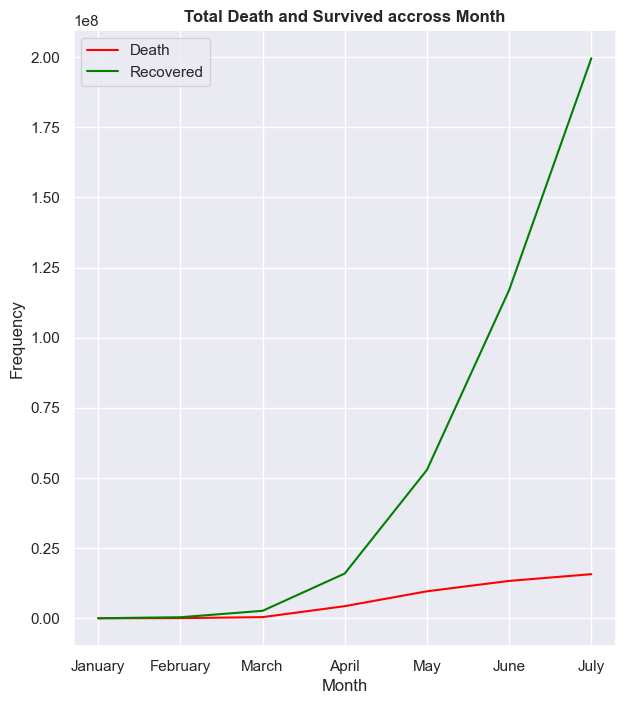 Total Death and Survived accross Month
1e8
Death
Recovered
2.00
1.75
1.50
1.25
1.00
0.75
0.50
0.25
0.00
Frequency
January February March April May June July
Month